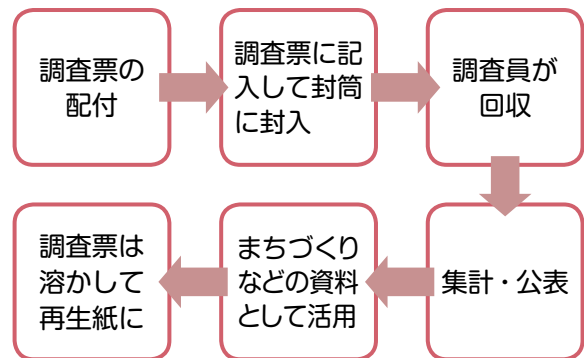 調査票の
配付
調査票に記
入して封筒
に封入
調査員が
回収
集計・公表
まちづくり
などの資料
として活用
調査票は
溶かして
再生紙に